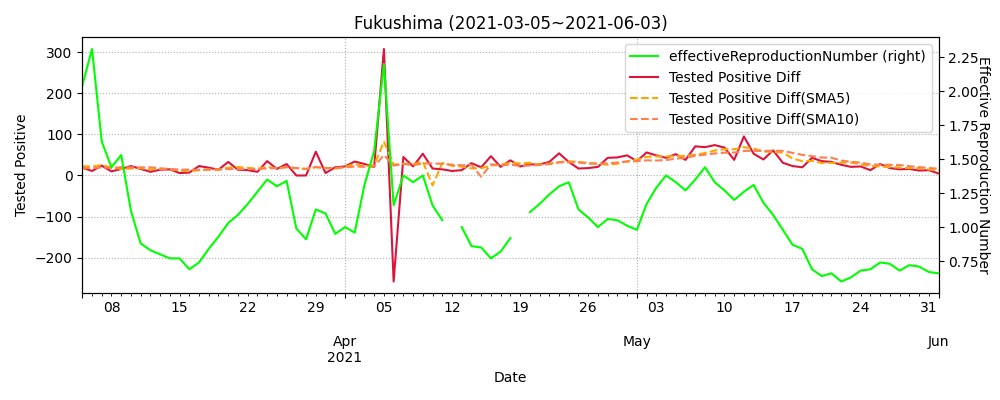 Fukushima (2021-03-05~2021-06-03)
effectiveReproductionNumber (right)
Tested Positive Diff
Tested Positive Diff(SMA5)
Tested Positive Diff(SMA10)
Tested Positive
300
200
100
0
−100
−200
2.25
2.00
1.75
1.50
1.25
1.00
0.75
Effective Reproduction Number
08 15 22 29 05 12 19 26 03 10 17 24 31
Apr May Jun
2021
Date